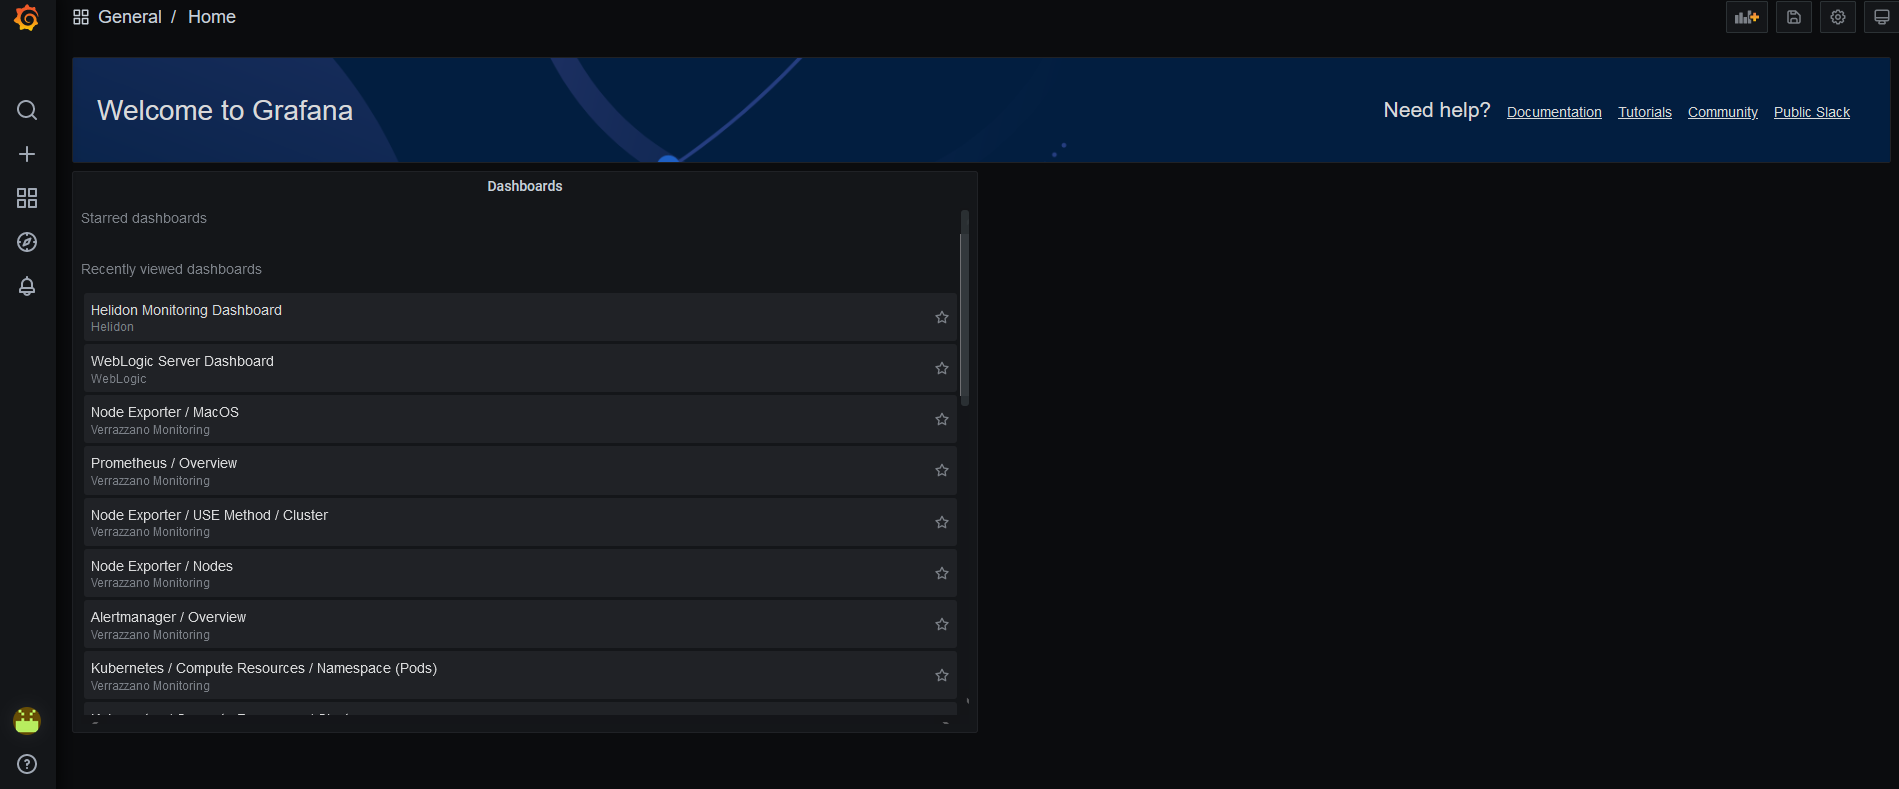 General / Home
Welcome to Grafana
Need help? Documentation Tutorials Community Public Slack
Dashboards
Starred dashboards
Recently viewed dashboards
Helidon Monitoring Dashboard
Helidon
WebLogic Server Dashboard
WebLogic
Node Exporter / MacOS
Verrazzano Monitoring
Prometheus / Overview
Verrazzano Monitoring
Node Exporter / USE Method / Cluster
Verrazzano Monitoring
Node Exporter / Nodes
Verrazzano Monitoring
Alertmanager / Overview
Verrazzano Monitoring
Kubernetes / Compute Resources / Namespace (Pods)
Verrazzano Monitoring